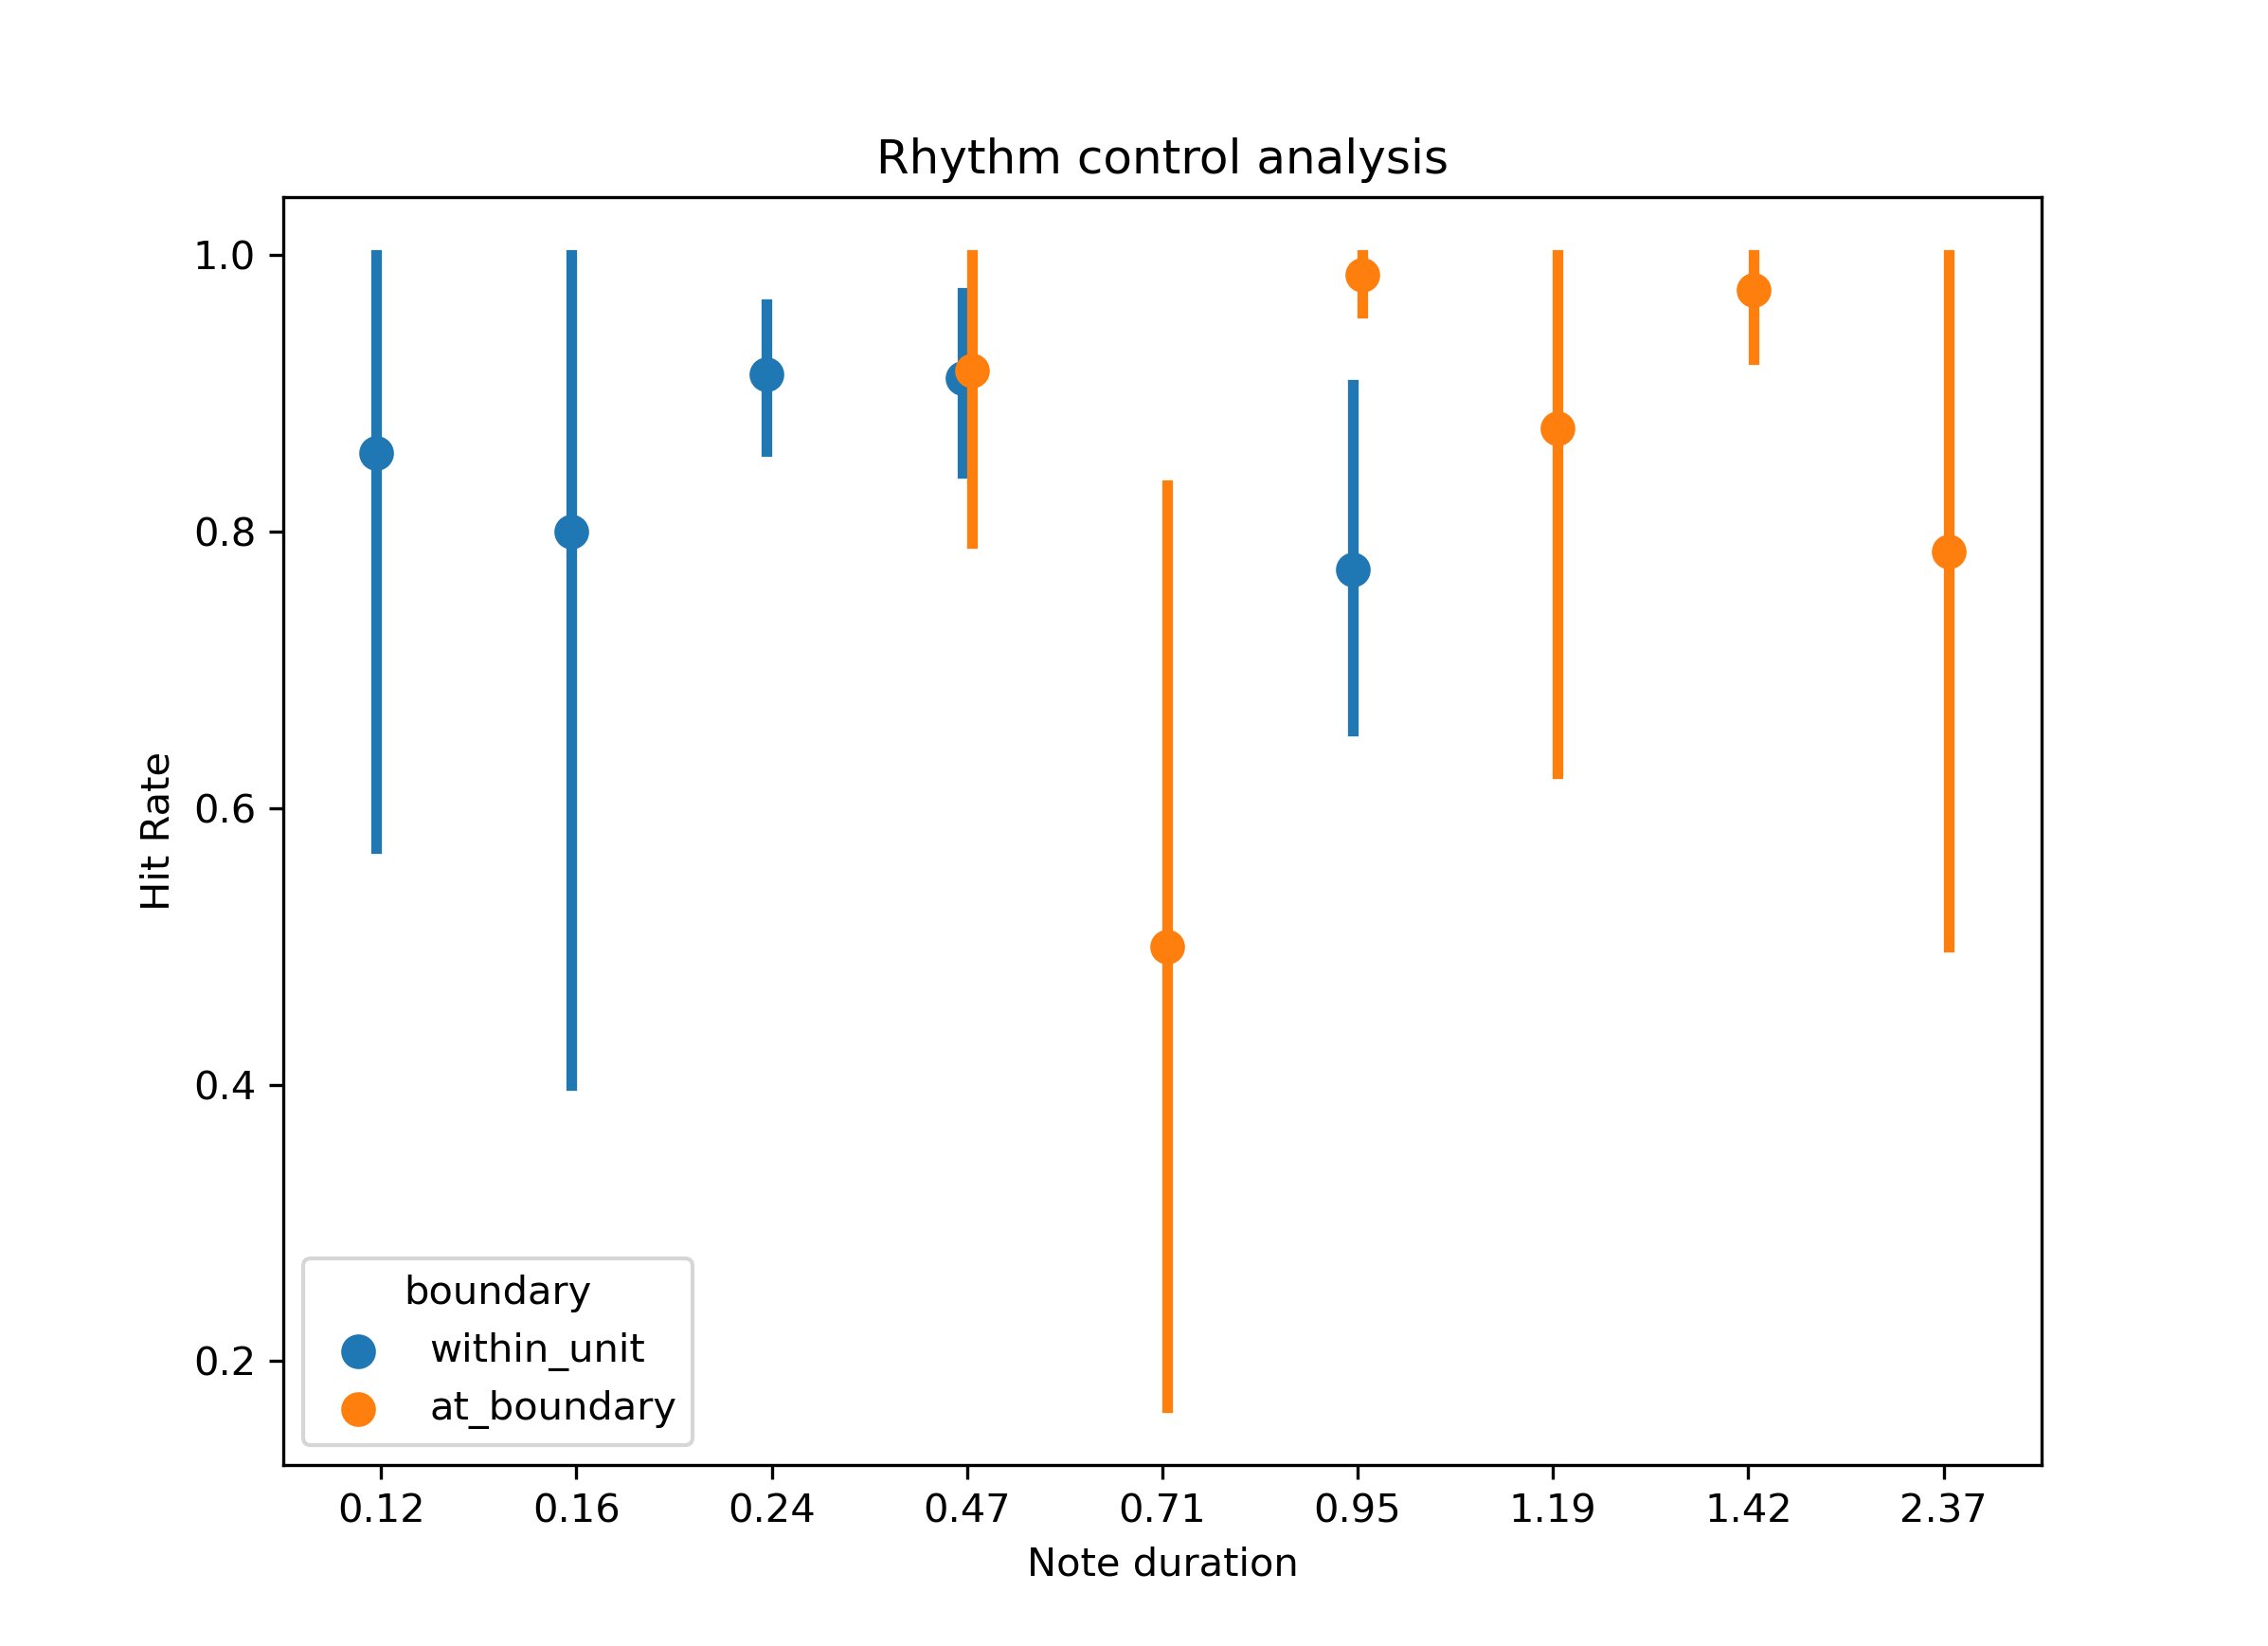 Rhythm control analysis
1.0
0.8
0.6
0.4
0.2
Hit Rate
boundary
within_unit
at_boundary
0.12 0.16 0.24 0.47 0.71 0.95 1.19 1.42 2.37
Note duration